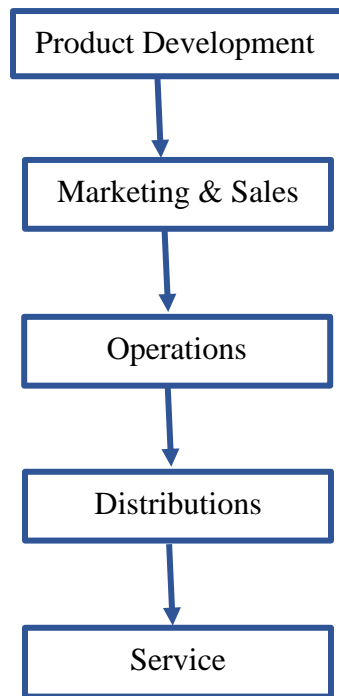 Product Development
Marketing & Sales
Operations
Distributions
Service